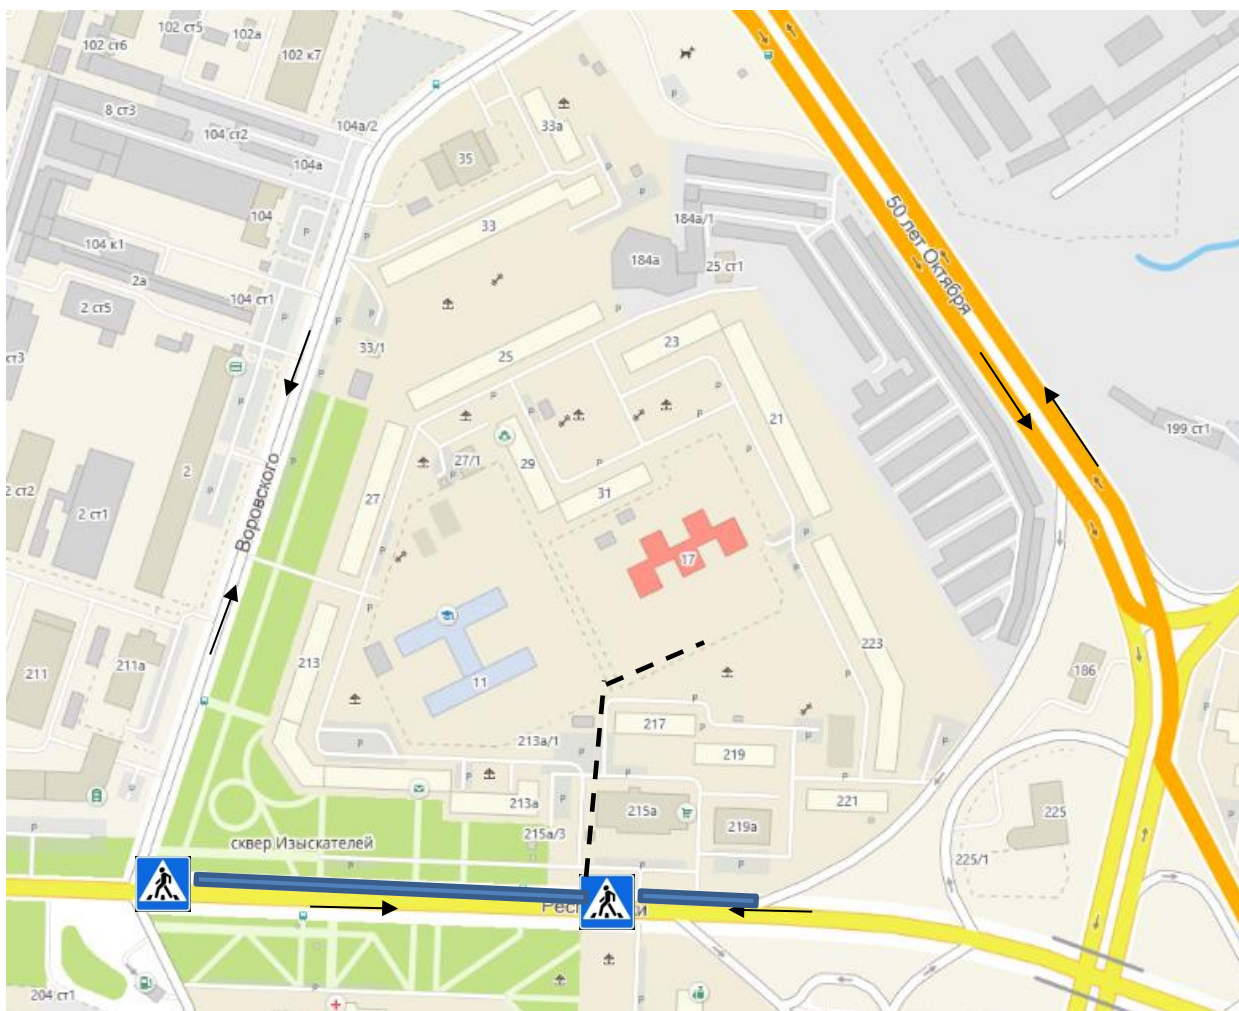 102 ст5
102а
102 ст6
102 к7
8 ст3
104 ст2
104а/2
33а
104а
35
104
33
184а/1
50 лет Октября
104 к1
184а
25 ст1
2а
104 ст1
2 ст5
33/1
ст3
25
23
21
199 ст1
2
27/1
29
27
31
2 ст2
2 ст1
Воровского
17
211
211а
213
11
223
186
217
213а/1
219
213а
215а
221
225
215а/3
219а
сквер Изыскателей
225/1
204 ст1